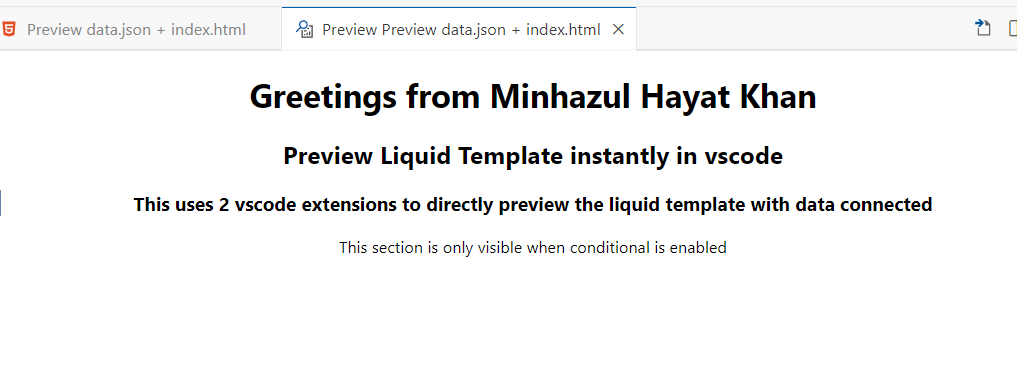 Preview data.json + index.html
Preview Preview data.json + index.html
Greetings from Minhazul Hayat Khan
Preview Liquid Template instantly in vscode
This uses 2 vscode extensions to directly preview the liquid template with data connected
This section is only visible when conditional is enabled